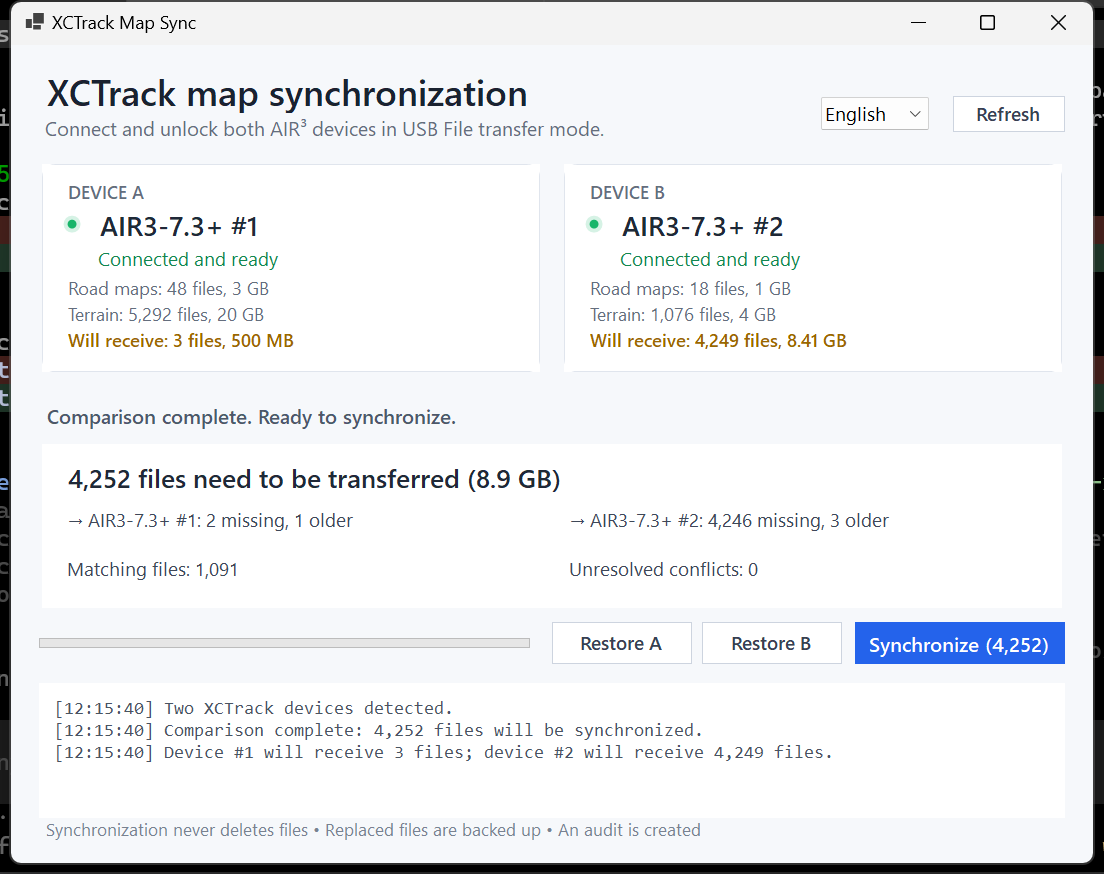 XCTrack Map Sync
XCTrack map synchronization
Connect and unlock both AIR³ devices in USB File transfer mode.
English
Refresh
DEVICE A
AIR3-7.3+ #1
Connected and ready
Road maps: 48 files, 3 GB
Terrain: 5,292 files, 20 GB
Will receive: 3 files, 500 MB
DEVICE B
AIR3-7.3+ #2
Connected and ready
Road maps: 18 files, 1 GB
Terrain: 1,076 files, 4 GB
Will receive: 4,249 files, 8.41 GB
Comparison complete. Ready to synchronize.
4,252 files need to be transferred (8.9 GB)
→ AIR3-7.3+ #1: 2 missing, 1 older
→ AIR3-7.3+ #2: 4,246 missing, 3 older
Matching files: 1,091
Unresolved conflicts: 0
Restore A
Restore B
Synchronize (4,252)
[12:15:40] Two XCTrack devices detected.
[12:15:40] Comparison complete: 4,252 files will be synchronized.
[12:15:40] Device #1 will receive 3 files; device #2 will receive 4,249 files.
Synchronization never deletes files • Replaced files are backed up • An audit is created